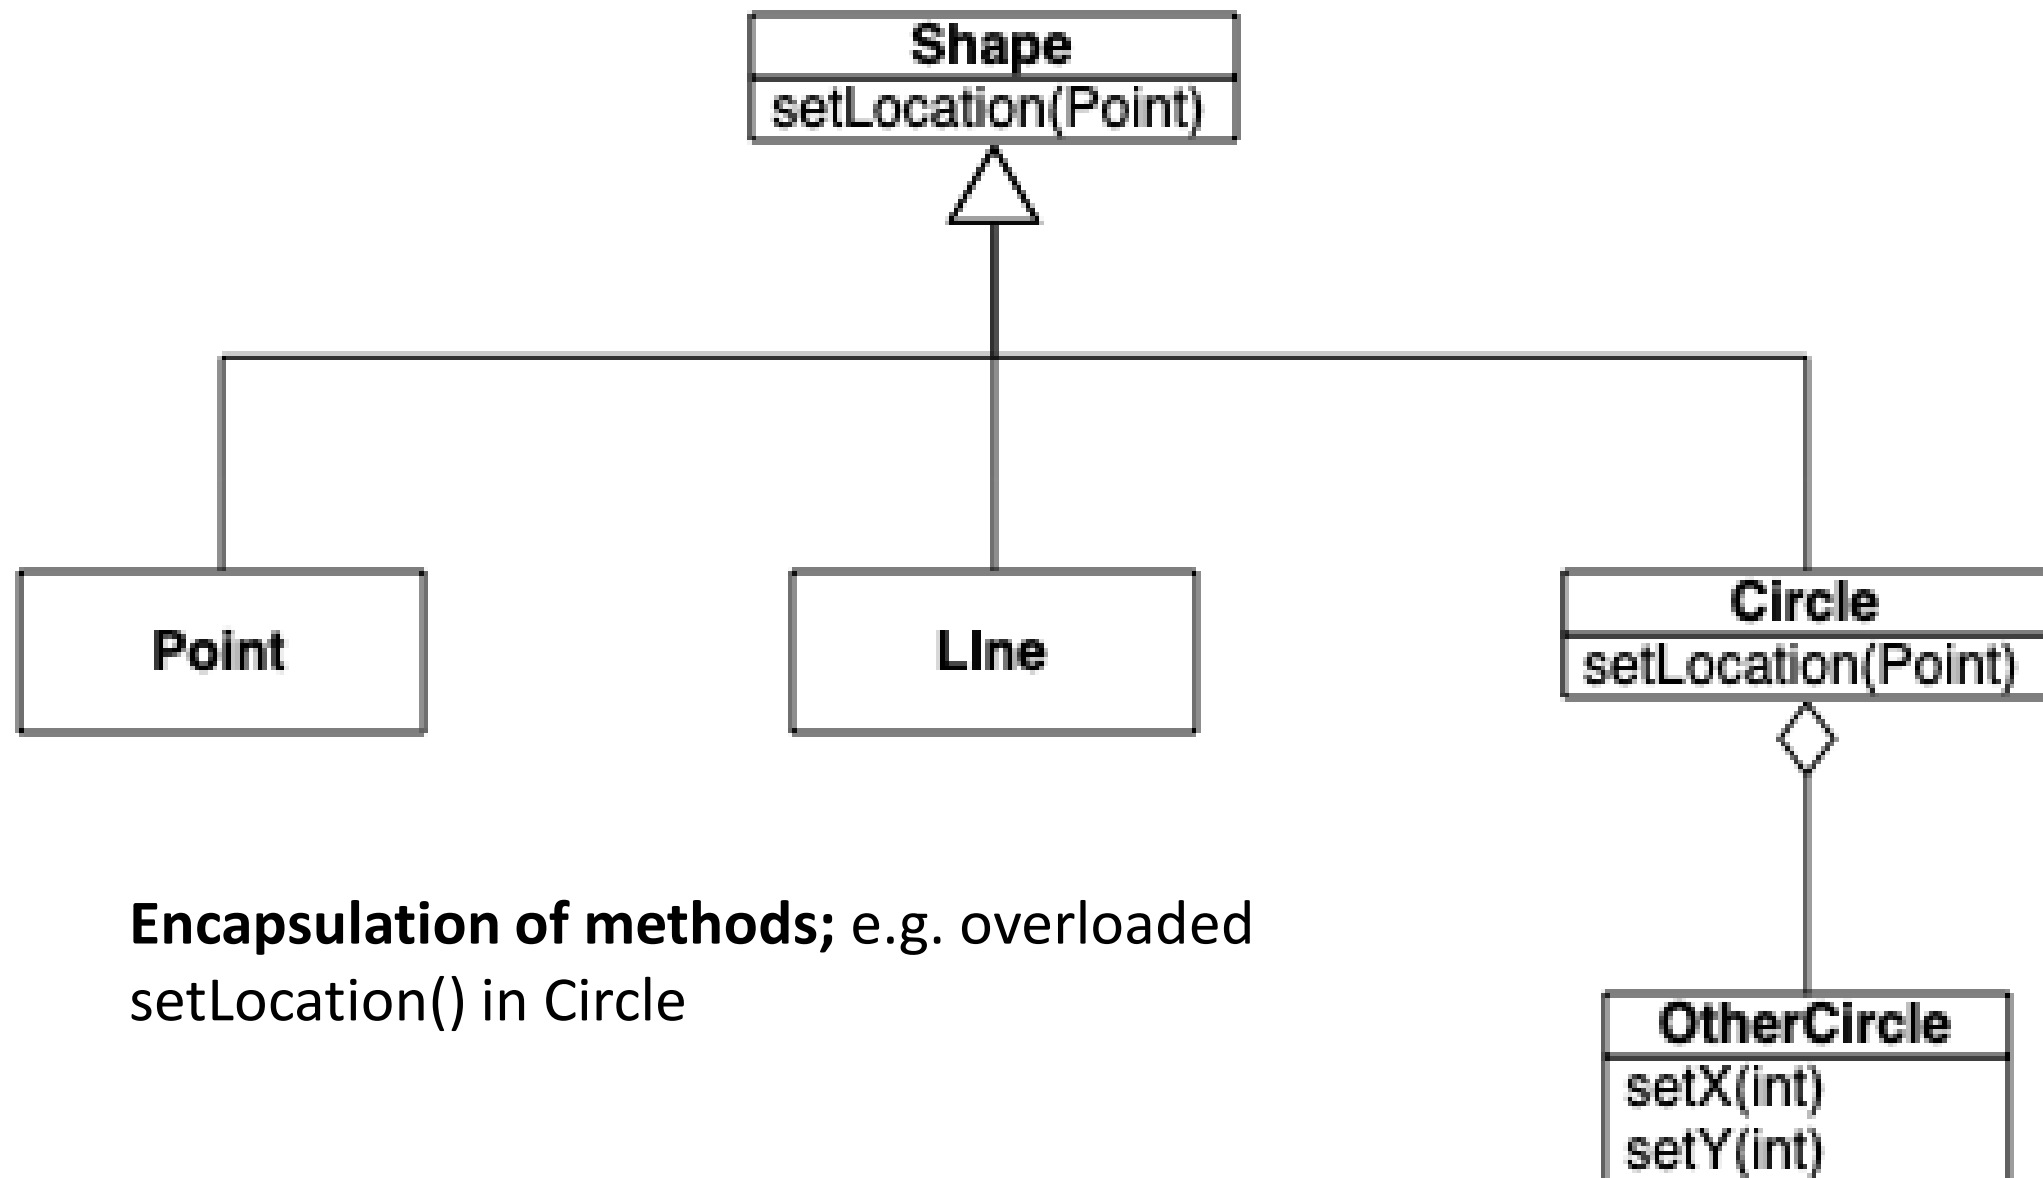 Shape
setLocation(Point)
Point
LIne
Circle
setLocation(Point)
Encapsulation of methods; e.g. overloaded
setLocation() in Circle
OtherCircle
setX(int)
setY(int)